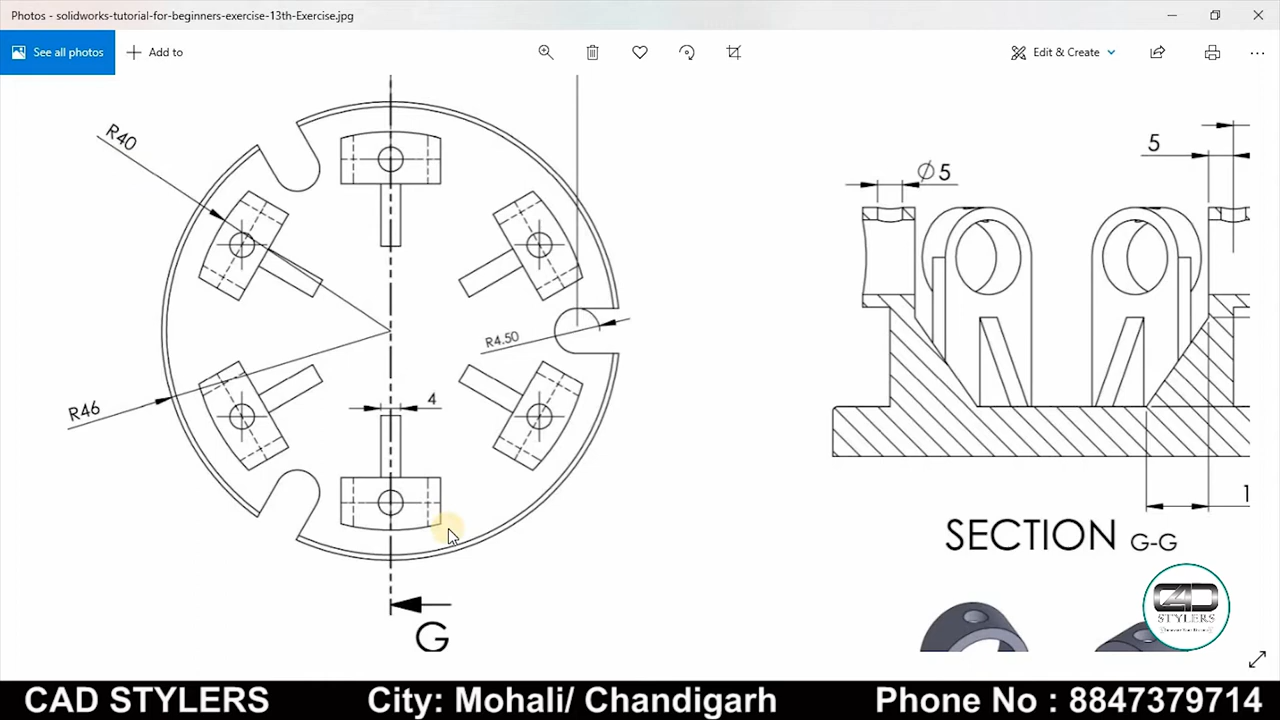 Photos - solidworks-tutorial-for-beginners-exercise-13th-Exercise.jpg
See all photos
Add to
Edit & Create
R40
5
Ø5
R4.50
4
R46
1
G
SECTION G-G
CAD
STYLERS
CAD STYLERS City: Mohali/ Chandigarh Phone No : 8847379714